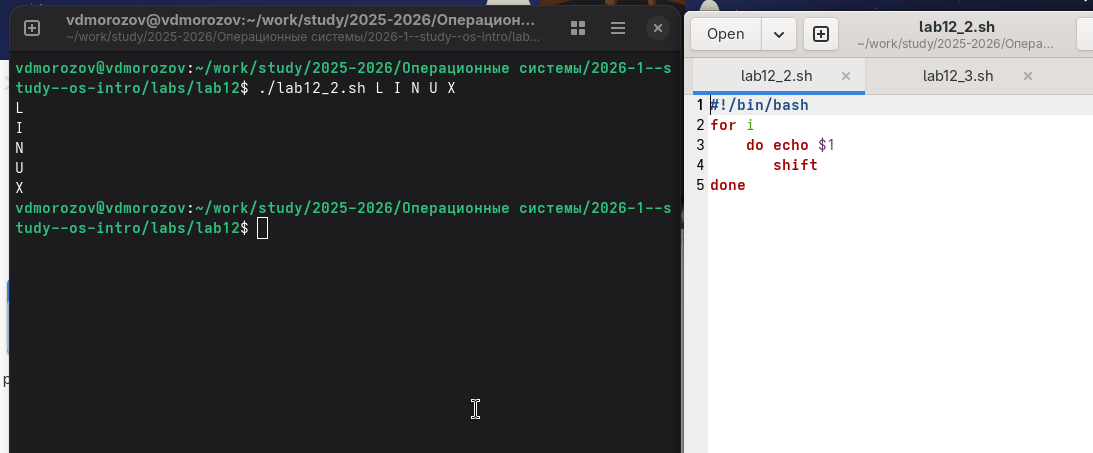 vdmorozov@vdmorozov:~/work/study/2025-2026/Операцион...
~/work/study/2025-2026/Операционные системы/2026-1--study--os-intro/lab...
vdmorozov@vdmorozov:~/work/study/2025-2026/Операционные системы/2026-1--s
tudy--os-intro/labs/lab12$ ./lab12_2.sh L I N U X
L
I
N
U
X
vdmorozov@vdmorozov:~/work/study/2025-2026/Операционные системы/2026-1--s
tudy--os-intro/labs/lab12$
Open
lab12_2.sh
~/work/study/2025-2026/Опера...
lab12_2.sh × lab12_3.sh ×
1 #!/bin/bash
2 for i
3     do echo $1
4        shift
5 done